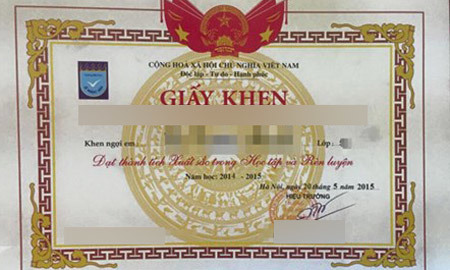 CỘNG HOÀ XÃ HỘI CHỦ NGHĨA VIỆT NAM
Độc lập - Tự do - Hạnh phúc
GIẤY KHEN
Khen ngợi em: Lớp:
Đạt thành tích Xuất sắc trong Học tập và Rèn luyện
Năm học: 2014 - 2015
Hà Nội, ngày 20 tháng 5 năm 2015
HIỆU TRƯỞNG